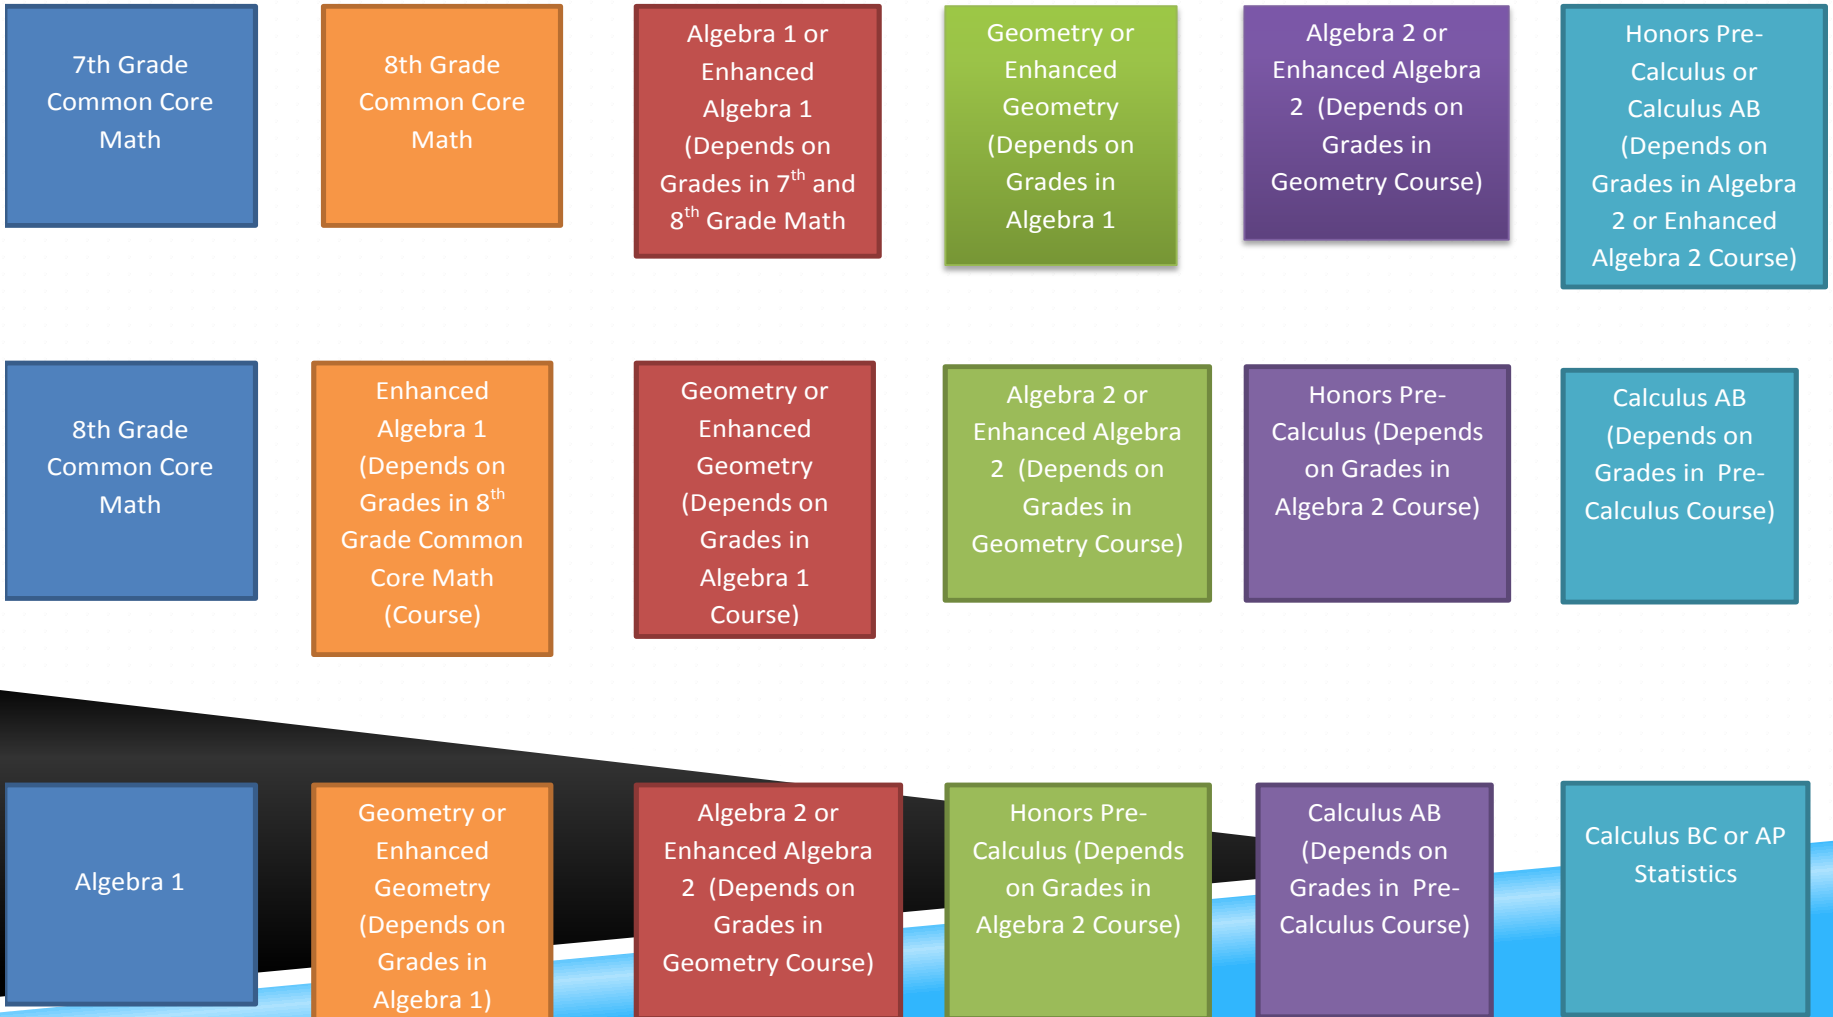 7th Grade
Common Core
Math
8th Grade
Common Core
Math
Algebra 1 or
Enhanced
Algebra 1
(Depends on
Grades in 7th and
8th Grade Math
Geometry or
Enhanced
Geometry
(Depends on
Grades in
Algebra 1
Algebra 2 or
Enhanced Algebra
2 (Depends on
Grades in
Geometry Course)
Honors Pre-
Calculus or
Calculus AB
(Depends on
Grades in Algebra
2 or Enhanced
Algebra 2 Course)
8th Grade
Common Core
Math
Enhanced
Algebra 1
(Depends on
Grades in 8th
Grade Common
Core Math
(Course)
Geometry or
Enhanced
Geometry
(Depends on
Grades in
Algebra 1
Course)
Algebra 2 or
Enhanced Algebra
2 (Depends on
Grades in
Geometry Course)
Honors Pre-
Calculus (Depends
on Grades in
Algebra 2 Course)
Calculus AB
(Depends on
Grades in Pre-
Calculus Course)
Algebra 1
Geometry or
Enhanced
Geometry
(Depends on
Grades in
Algebra 1)
Algebra 2 or
Enhanced Algebra
2 (Depends on
Grades in
Geometry Course)
Honors Pre-
Calculus (Depends
on Grades in
Algebra 2 Course)
Calculus AB
(Depends on
Grades in Pre-
Calculus Course)
Calculus BC or AP
Statistics